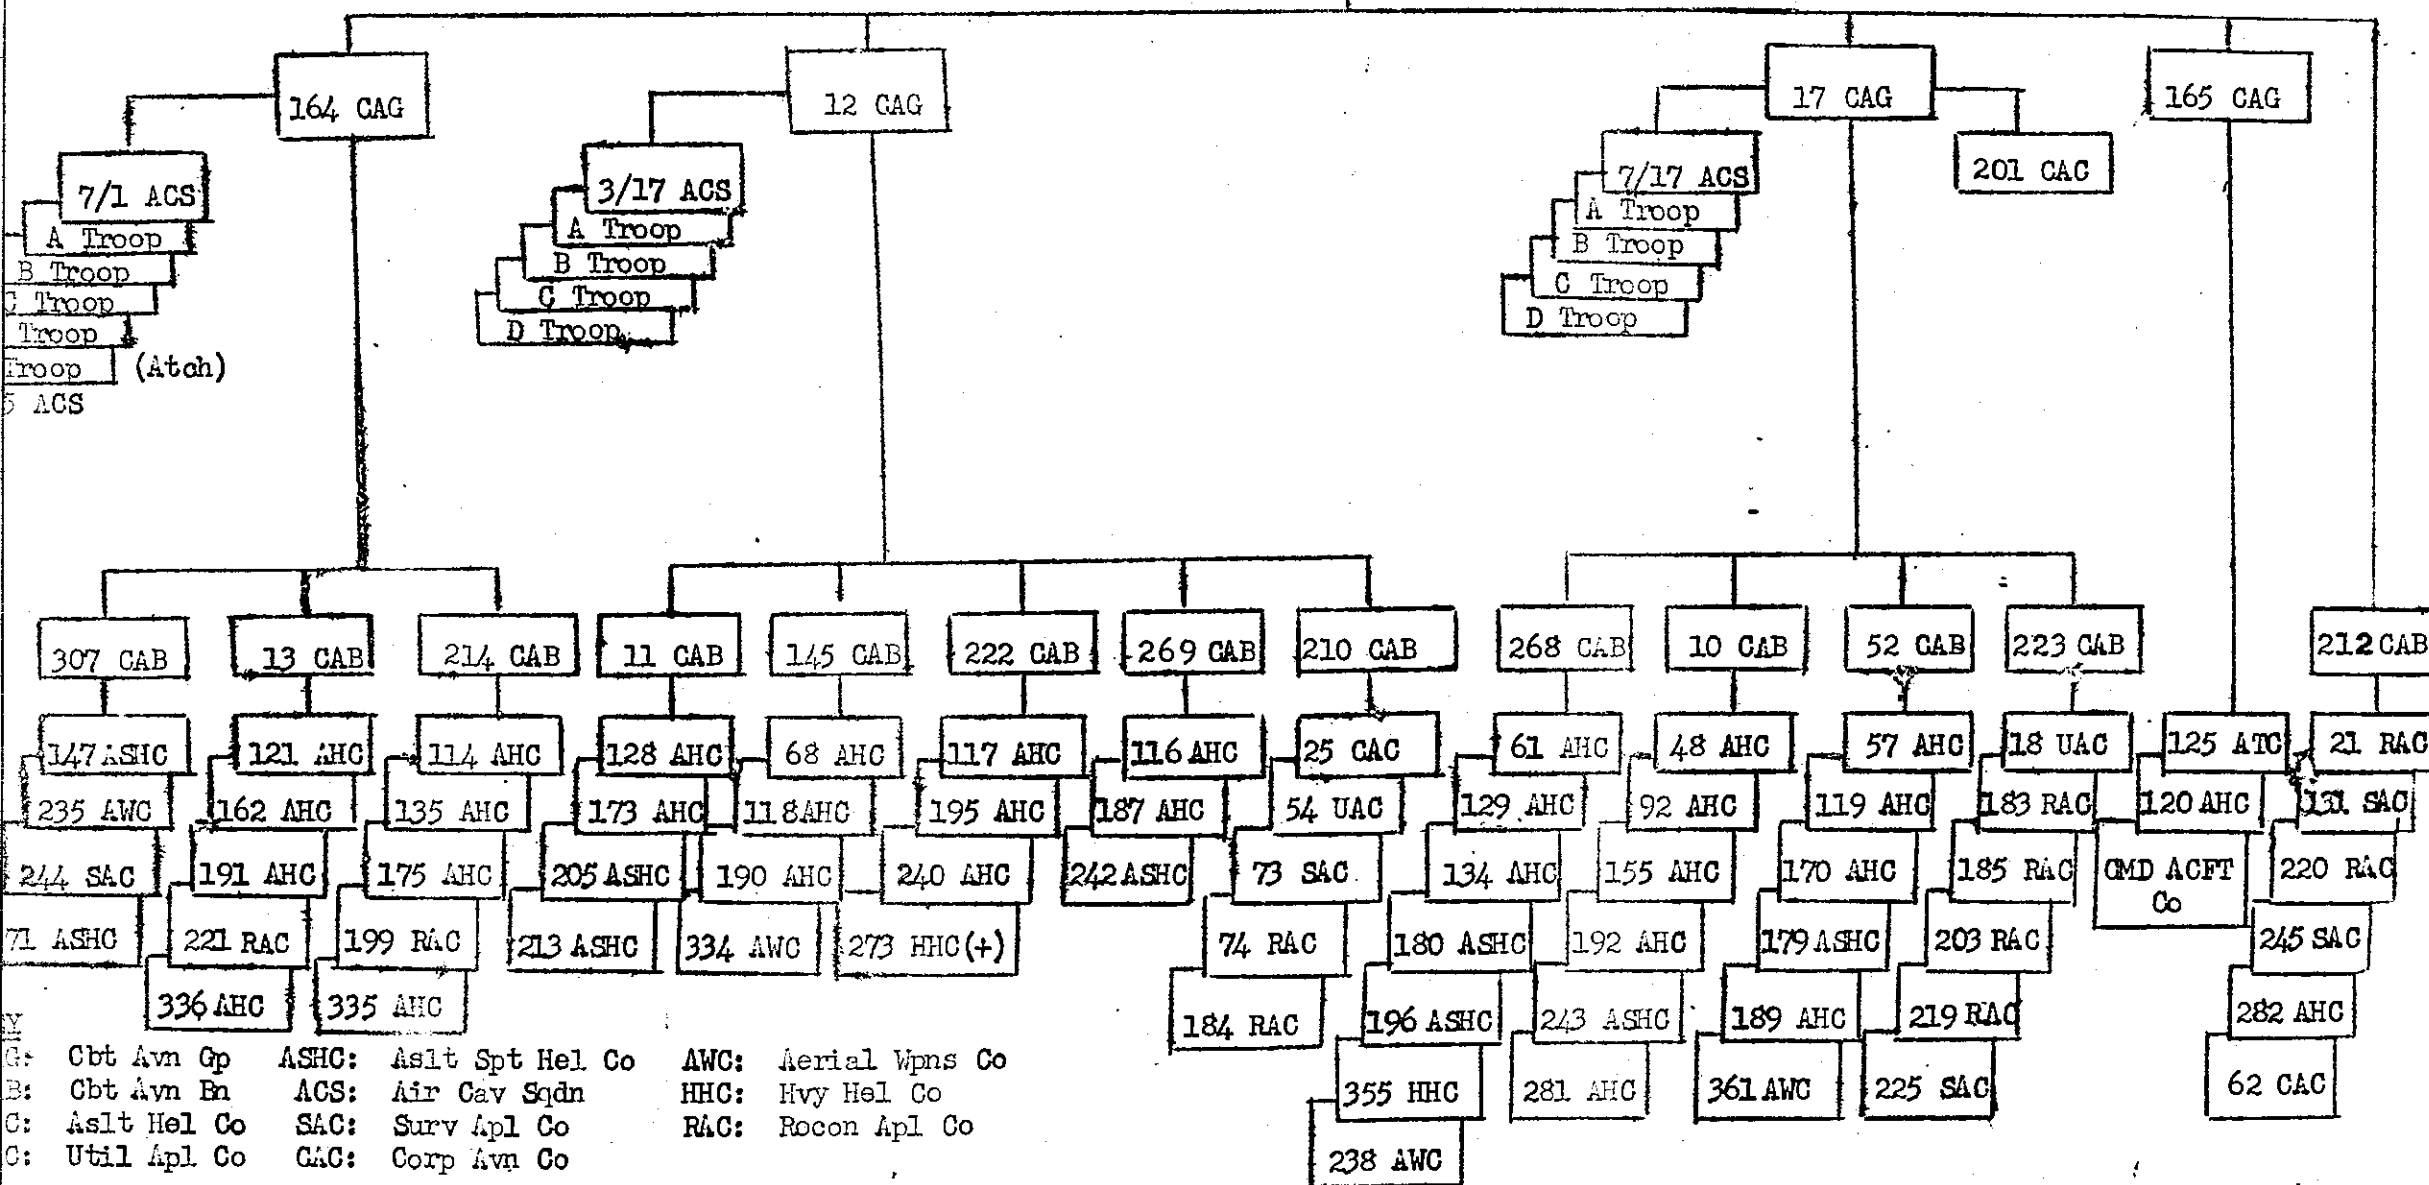 164 CAG
12 CAG
17 CAG
165 CAG
7/1 ACS
A Troop
B Troop
C Troop
Troop
Troop (Atch)
5 ACS
3/17 ACS
A Troop
B Troop
C Troop
D Troop
7/17 ACS
A Troop
B Troop
C Troop
D Troop
201 CAC
307 CAB
147 ASHC
235 AWC
244 SAC
71 ASHC
13 CAB
121 AHC
162 AHC
191 AHC
221 RAC
336 AHC
214 CAB
114 AHC
135 AHC
175 AHC
199 RAC
335 AHC
11 CAB
128 AHC
173 AHC
205 ASHC
213 ASHC
145 CAB
68 AHC
118 AHC
190 AHC
334 AWC
222 CAB
117 AHC
195 AHC
240 AHC
273 HHC(+)
269 CAB
116 AHC
187 AHC
242 ASHC
210 CAB
25 CAC
54 UAC
73 SAC
74 RAC
184 RAC
268 CAB
61 AHC
129 AHC
134 AHC
180 ASHC
196 ASHC
355 HHC
238 AWC
10 CAB
48 AHC
92 AHC
155 AHC
192 AHC
243 ASHC
281 AHC
52 CAB
57 AHC
119 AHC
170 AHC
179 ASHC
189 AHC
361 AWC
223 CAB
18 UAC
183 RAC
185 RAC
203 RAC
219 RAC
225 SAC
125 ATC
120 AHC
CMD ACFT
Co
212 CAB
21 RAC
131 SAC
220 RAC
245 SAC
282 AHC
62 CAC
Y
G: Cbt Avn Gp ASHC: Aslt Spt Hel Co AWC: Aerial Wpns Co
B: Cbt Avn Bn ACS: Air Cav Sqdn HHC: Hvy Hel Co
C: Aslt Hel Co SAC: Surv Apl Co RAC: Rocon Apl Co
C: Util Apl Co CAC: Corp Avn Co